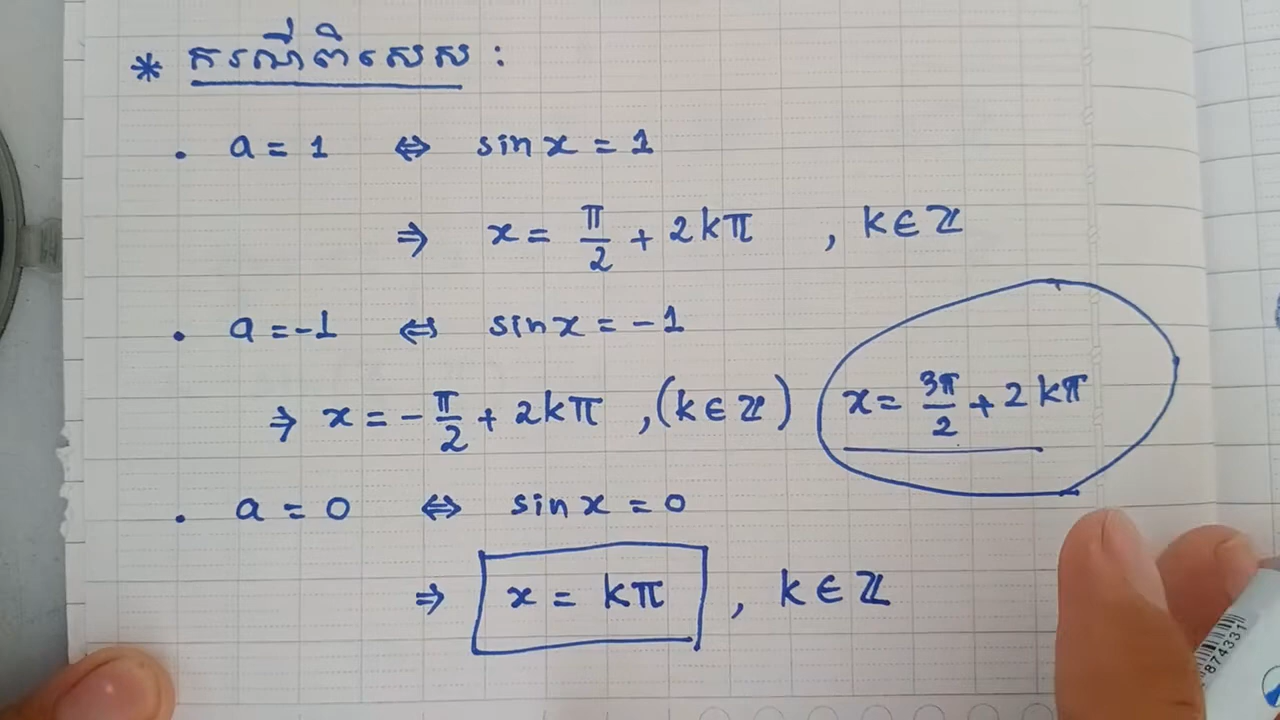 * ករណីពិសេស :
. a = 1 ⇔ sin x = 1
⇒ x = π/2 + 2kπ , k ∈ ℤ
. a = -1 ⇔ sin x = -1
⇒ x = -π/2 + 2kπ , (k ∈ ℤ) x = 3π/2 + 2kπ
. a = 0 ⇔ sin x = 0
⇒ x = kπ , k ∈ ℤ
874331